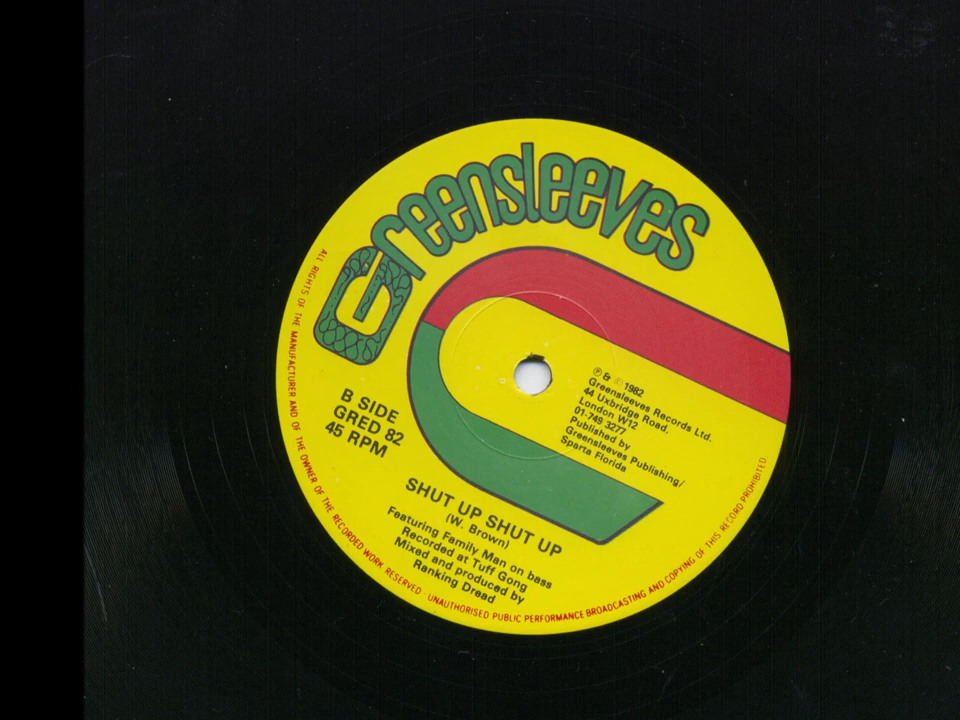 Greensleeves
℗ & © 1982
Greensleeves Records Ltd.
44 Uxbridge Road,
London W12
01-749 3277
Published by
Greensleeves Publishing/
Sparta Florida
B SIDE
GRED 82
45 RPM
SHUT UP SHUT UP
(W. Brown)
Featuring Family Man on bass
Recorded at Tuff Gong
Mixed and produced by
Ranking Dread
ALL RIGHTS OF THE MANUFACTURER AND OF THE OWNER OF THE RECORDED WORK RESERVED · UNAUTHORISED PUBLIC PERFORMANCE BROADCASTING AND COPYING OF THIS RECORD PROHIBITED